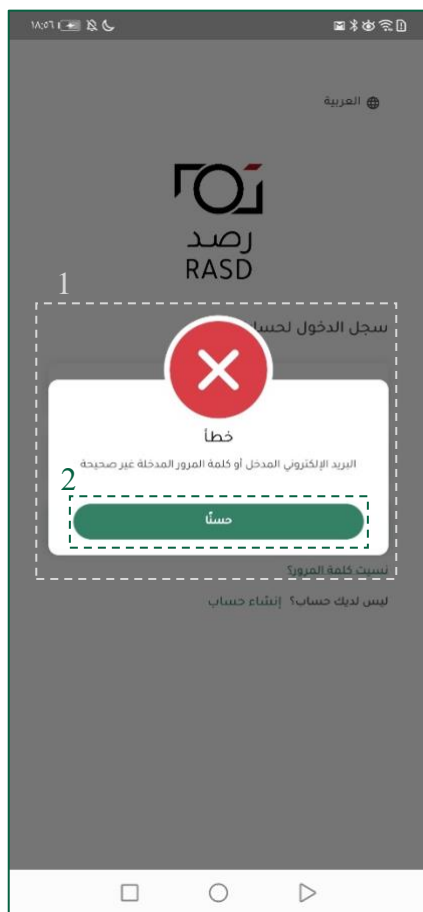 ١٨:٥٦
العربية
رصد
RASD
1
سجل الدخول لحسا
خطأ
البريد الإلكتروني المدخل أو كلمة المرور المدخلة غير صحيحة
2
حسنًا
نسيت كلمة المرور؟
ليس لديك حساب؟ إنشاء حساب